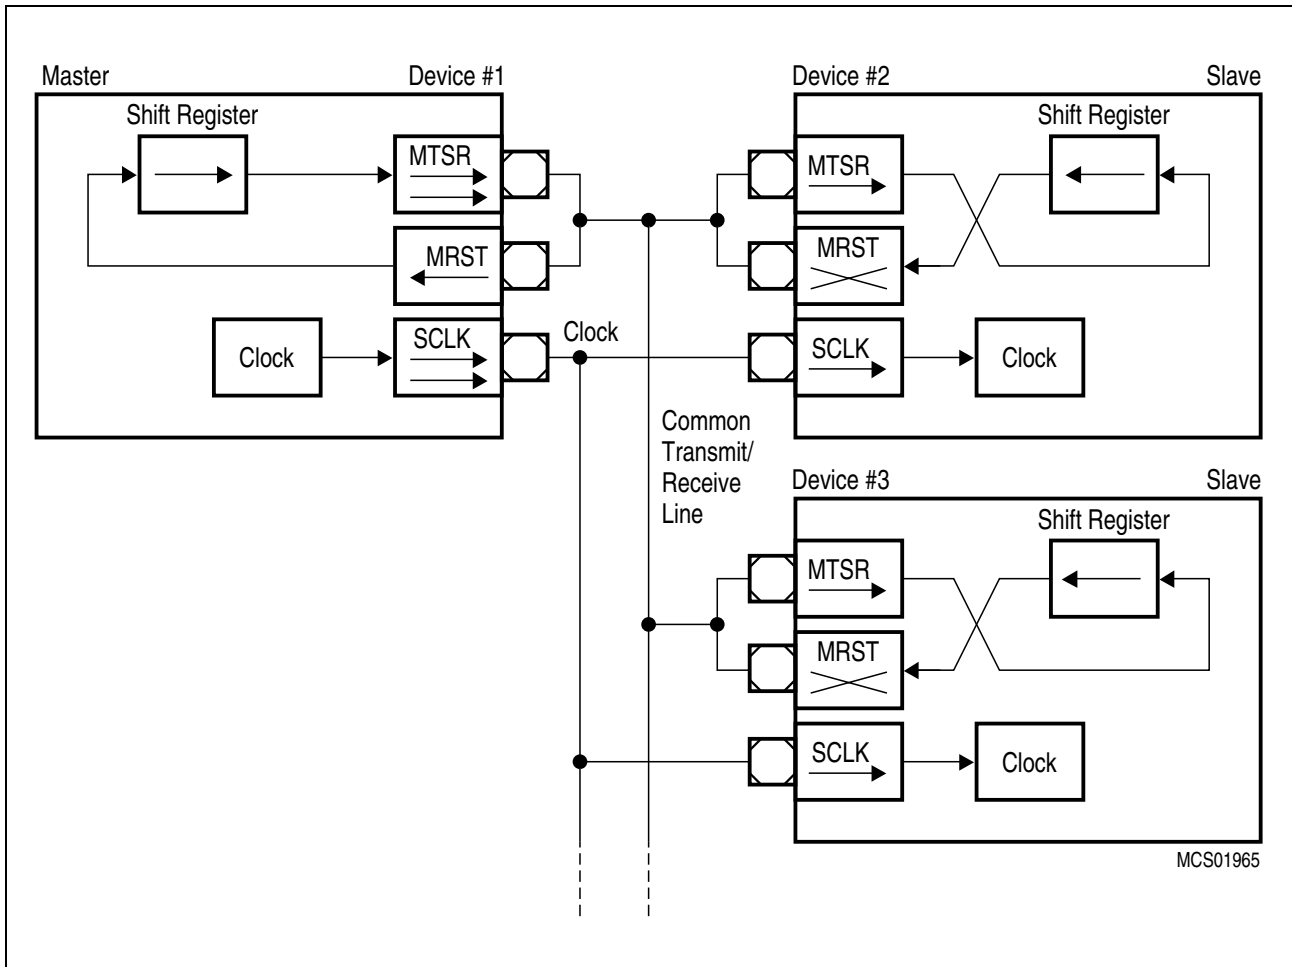 Master Device #1
Shift Register
MTSR
MRST
Clock
SCLK
Clock
Device #2 Slave
Shift Register
MTSR
MRST
SCLK
Clock
Common
Transmit/
Receive
Line
Device #3 Slave
Shift Register
MTSR
MRST
SCLK
Clock
MCS01965